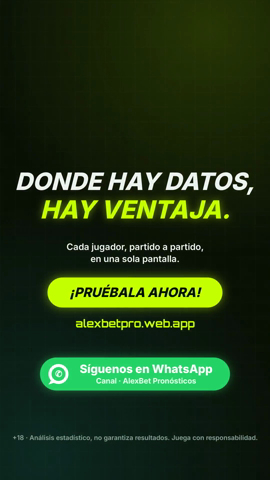 DONDE HAY DATOS,
HAY VENTAJA.
Cada jugador, partido a partido,
en una sola pantalla.
¡PRUÉBALA AHORA!
alexbetpro.web.app
Síguenos en WhatsApp
Canal · AlexBet Pronósticos
+18 · Análisis estadístico, no garantiza resultados. Juega con responsabilidad.